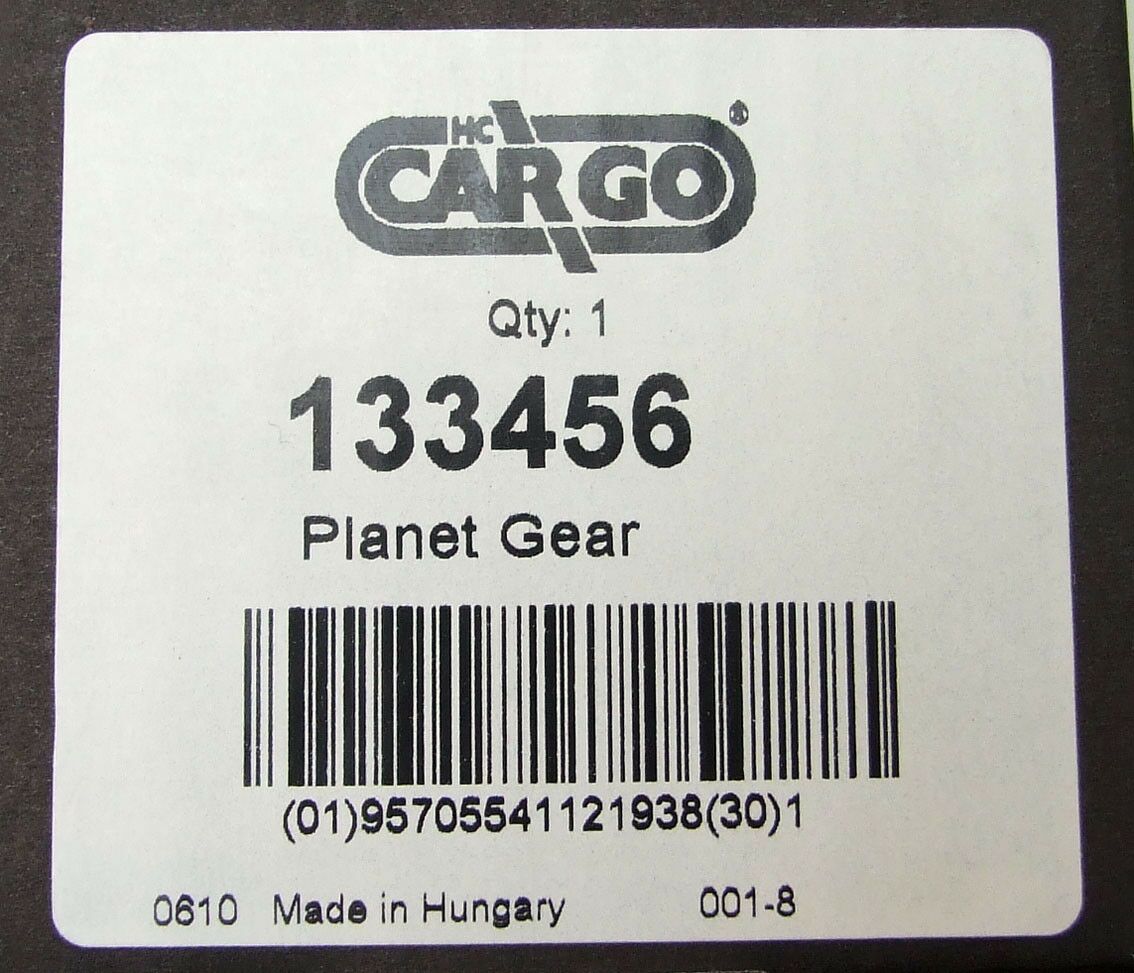 HC
CARGO®
Qty: 1
133456
Planet Gear
(01)95705541121938(30)1
0610 Made in Hungary 001-8